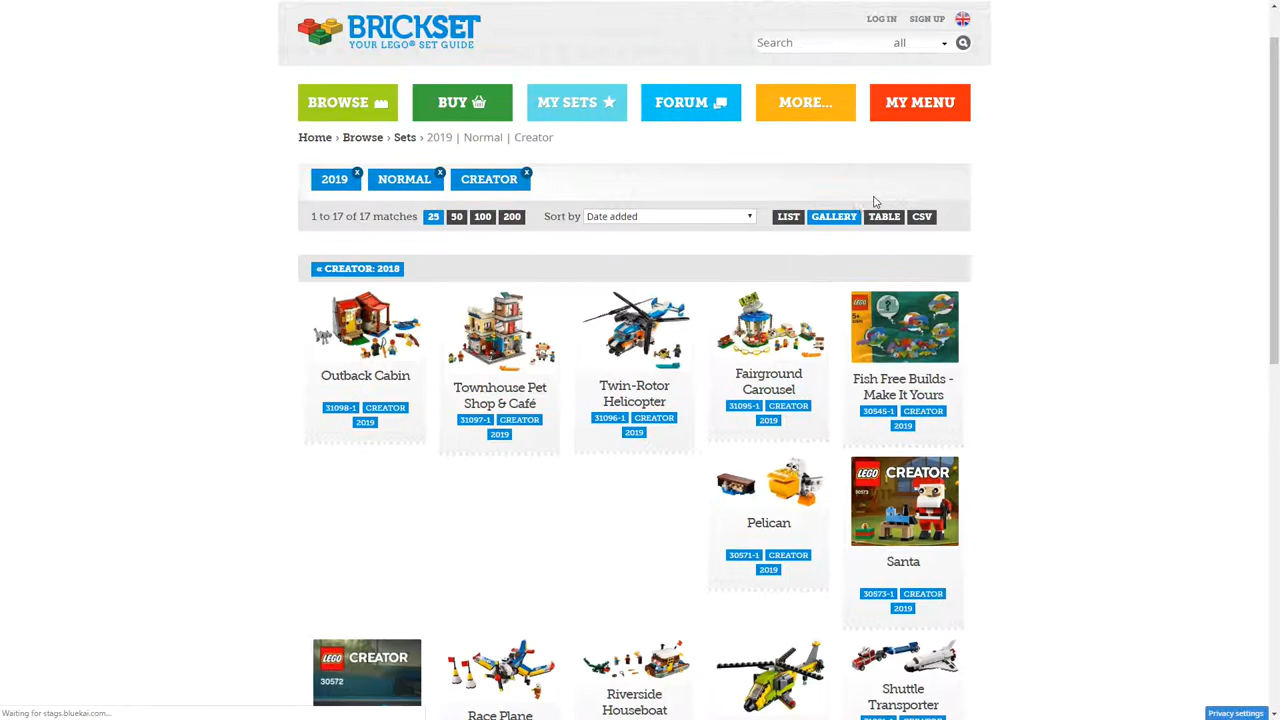 BRICKSET
YOUR LEGO® SET GUIDE
LOG IN SIGN UP
Search all
BROWSE BUY MY SETS FORUM MORE... MY MENU
Home › Browse › Sets › 2019 | Normal | Creator
2019 x NORMAL x CREATOR x
1 to 17 of 17 matches 25 50 100 200 Sort by Date added LIST GALLERY TABLE CSV
« CREATOR: 2018
Outback Cabin
31098-1 CREATOR
2019
Townhouse Pet
Shop & Café
31097-1 CREATOR
2019
Twin-Rotor
Helicopter
31096-1 CREATOR
2019
Fairground
Carousel
31095-1 CREATOR
2019
LEGO
5+
?
Fish Free Builds -
Make It Yours
30545-1 CREATOR
2019
Pelican
30571-1 CREATOR
2019
LEGO CREATOR
30573
Santa
30573-1 CREATOR
2019
LEGO CREATOR
30572
Race Plane
Riverside
Houseboat
Shuttle
Transporter
CREATOR
Waiting for stags.bluekai.com...
Privacy settings